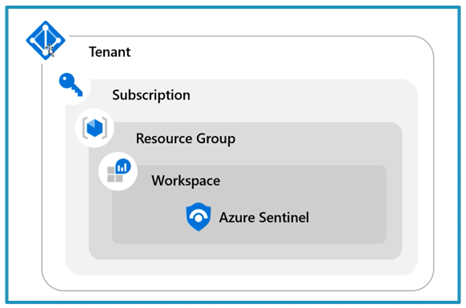 Tenant
Subscription
Resource Group
Workspace
Azure Sentinel